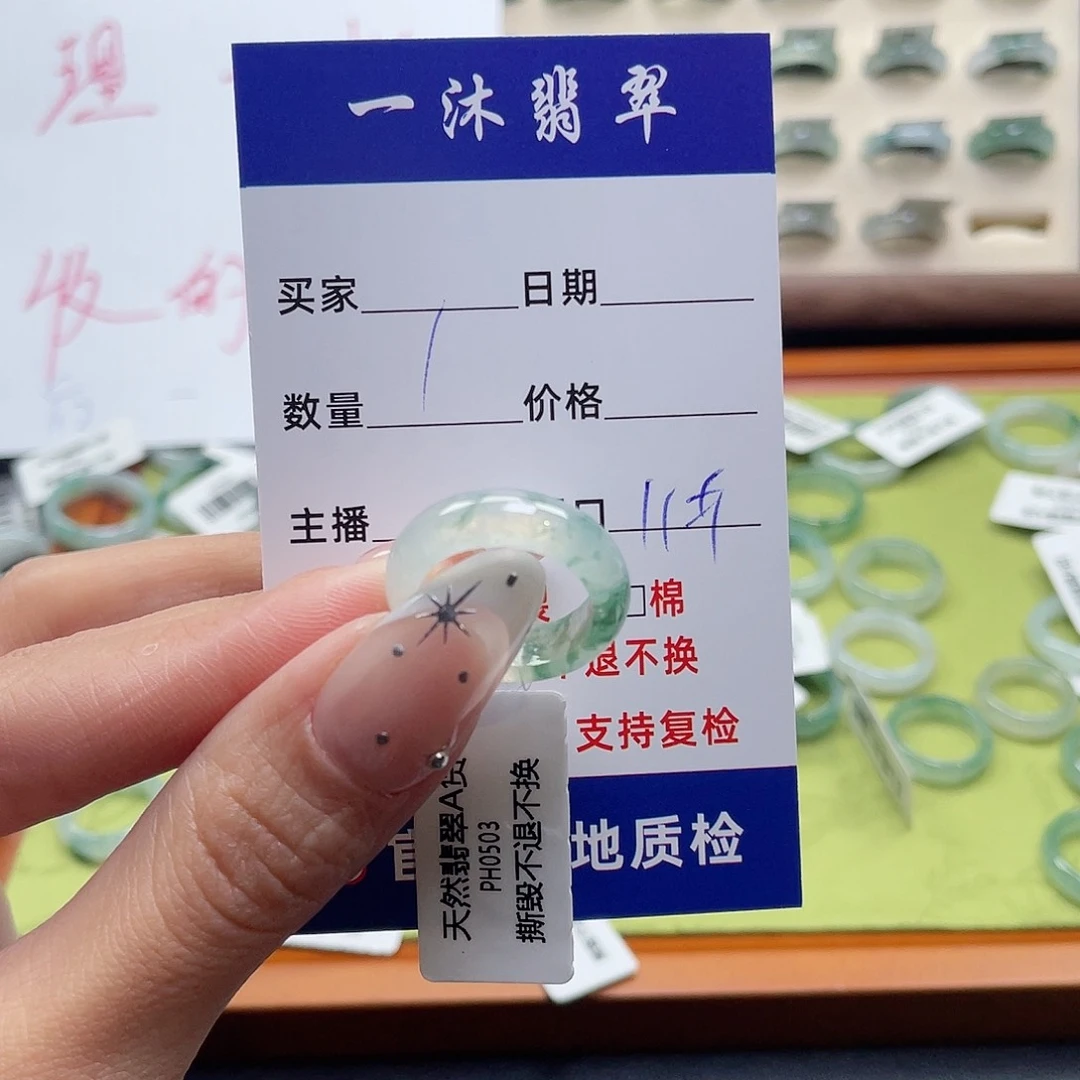 一沐翡翠
买家 日期
数量 1 价格
主播 口 11号
棉
退不换
支持复检
地质检
天然翡翠A货
PH0503
撕毁不退不换